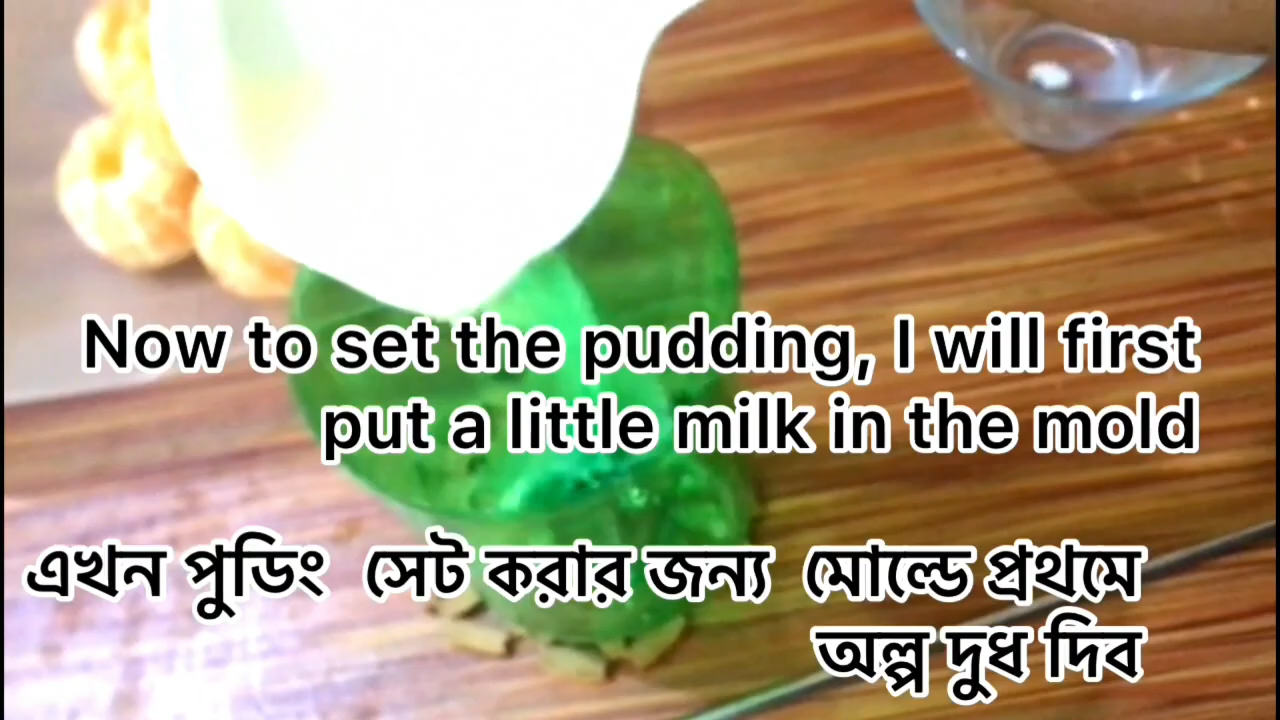 Now to set the pudding, I will first
put a little milk in the mold
এখন পুডিং সেট করার জন্য মোল্ডে প্রথমে
অল্প দুধ দিব